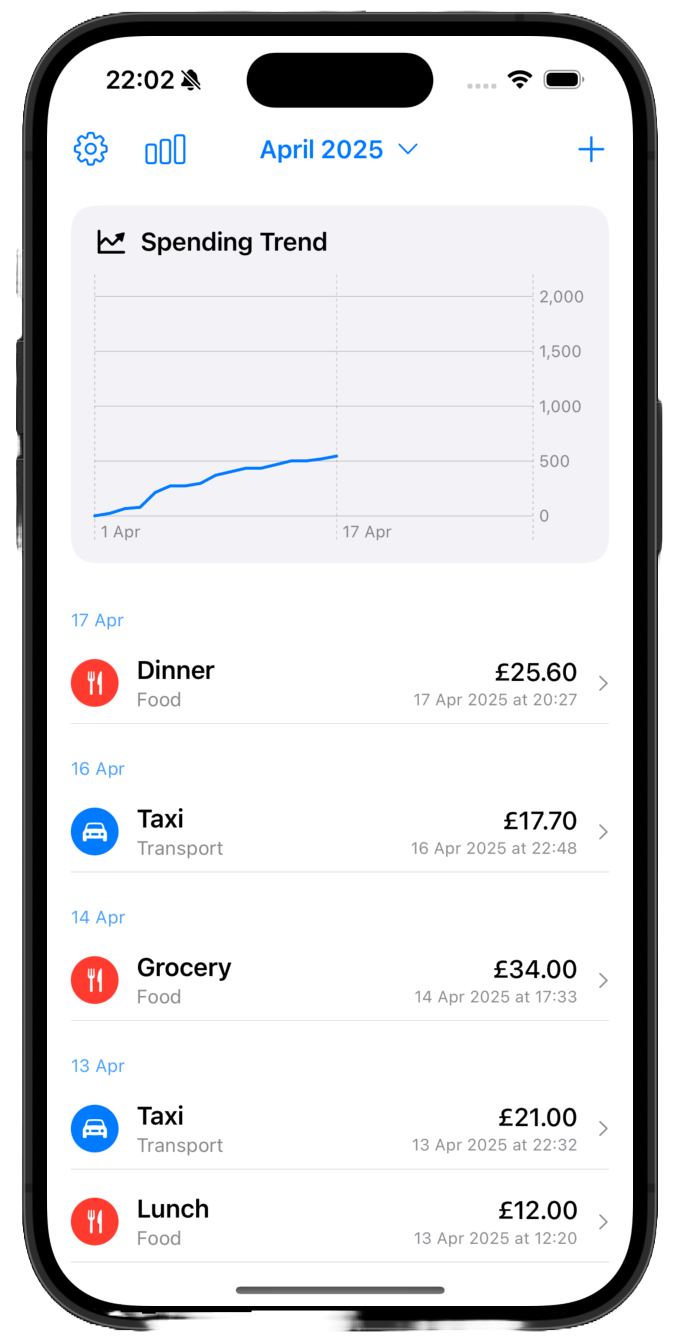 22:02
April 2025
Spending Trend
2,000
1,500
1,000
500
0
1 Apr
17 Apr
17 Apr
Dinner
£25.60
Food
17 Apr 2025 at 20:27
16 Apr
Taxi
£17.70
Transport
16 Apr 2025 at 22:48
14 Apr
Grocery
£34.00
Food
14 Apr 2025 at 17:33
13 Apr
Taxi
£21.00
Transport
13 Apr 2025 at 22:32
Lunch
£12.00
Food
13 Apr 2025 at 12:20